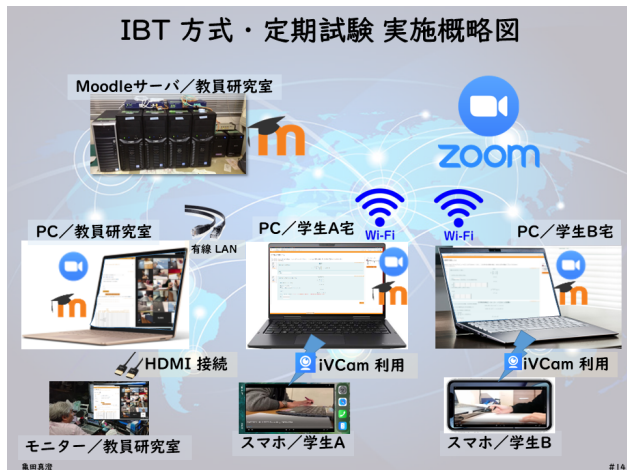 IBT 方式・定期試験 実施概略図
Moodleサーバ／教員研究室
m
zoom
Wi-Fi
Wi-Fi
有線 LAN
PC／教員研究室
PC／学生A宅
PC／学生B宅
m
m
m
HDMI 接続
iVCam 利用
iVCam 利用
モニター／教員研究室
スマホ／学生A
スマホ／学生B
亀田真澄
#14